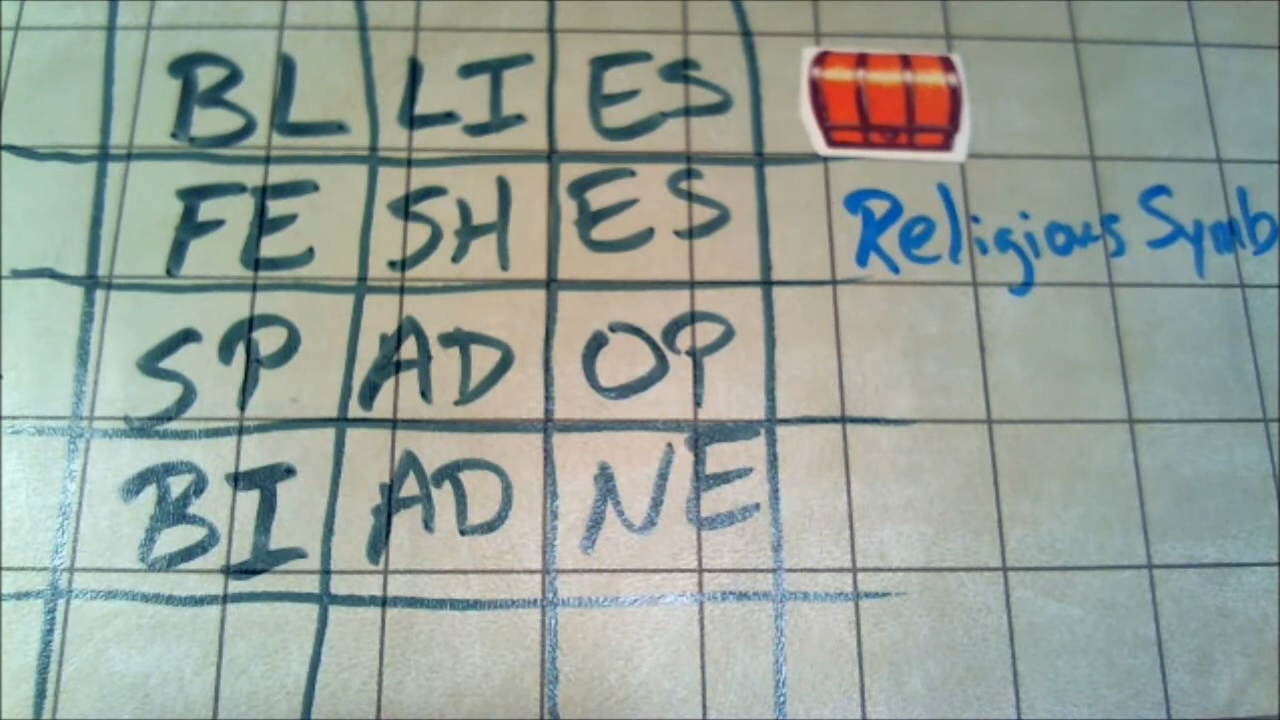 BL LI ES
FE SH ES
Religious Symb
SP AD OP
BI AD NE